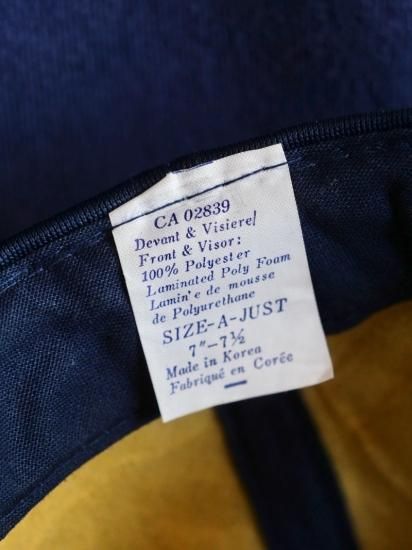 CA 02839
Devant & Visiere/
Front & Visor:
100% Polyester
Laminated Poly Foam
Lamin'e de mousse
de Polyurethane
SIZE-A-JUST
7"-7½
Made in Korea
Fabriqué en Corée